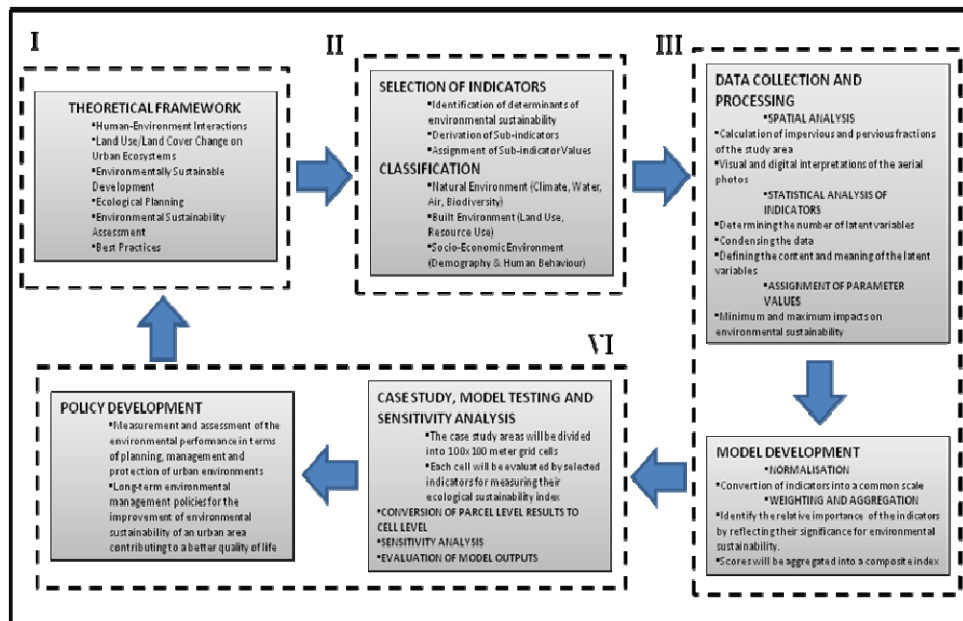 I
THEORETICAL FRAMEWORK
▪Human-Environment Interactions
▪Land Use/Land Cover Change on
Urban Ecosystems
▪Environmentally Sustainable
Development
▪Ecological Planning
▪Environmental Sustainability
Assessment
▪Best Practices
II
SELECTION OF INDICATORS
▪Identification of determinants of
environmental sustainability
▪Derivation of Sub-indicators
▪Assignment of Sub-indicator Values
CLASSIFICATION
▪Natural Environment (Climate, Water,
Air, Biodiversity)
▪Built Environment (Land Use,
Resource Use)
▪Socio-Economic Environment
(Demography & Human Behaviour)
III
DATA COLLECTION AND
PROCESSING
▪SPATIAL ANALYSIS
▪Calculation of impervious and pervious fractions
of the study area
▪Visual and digital interpretations of the aerial
photos
▪STATISTICAL ANALYSIS OF
INDICATORS
▪Determining the number of latent variables
▪Condensing the data
▪Defining the content and meaning of the latent
variables
▪ASSIGNMENT OF PARAMETER
VALUES
▪Minimum and maximum impacts on
environmental sustainability
MODEL DEVELOPMENT
▪NORMALISATION
▪Convertion of indicators into a common scale
▪WEIGHTING AND AGGREGATION
▪Identify the relative importance of the indicators
by reflecting their significance for environmental
sustainability.
▪Scores will be aggregated into a composite index
VI
CASE STUDY, MODEL TESTING AND
SENSITIVITY ANALYSIS
▪The case study areas will be divided
into 100x100 meter grid cells
▪Each cell will be evaluated by selected
indicators for measuring their
ecological sustainability index
▪CONVERSION OF PARCEL LEVEL RESULTS TO
CELL LEVEL
▪SENSITIVITY ANALYSIS
▪EVALUATION OF MODEL OUTPUTS
POLICY DEVELOPMENT
▪Measurement and assessment of the
environmental performance in terms
of planning, management and
protection of urban environments
▪Long-term environmental
management policies for the
improvement of environmental
sustainability of an urban area
contributing to a better quality of life